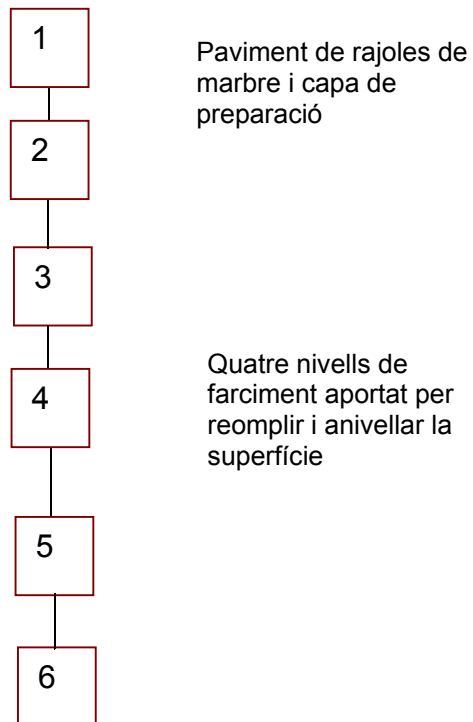 1
Paviment de rajoles de
marbre i capa de
preparació
2
3
Quatre nivells de
farciment aportat per
reomplir i anivellar la
superfície
4
5
6